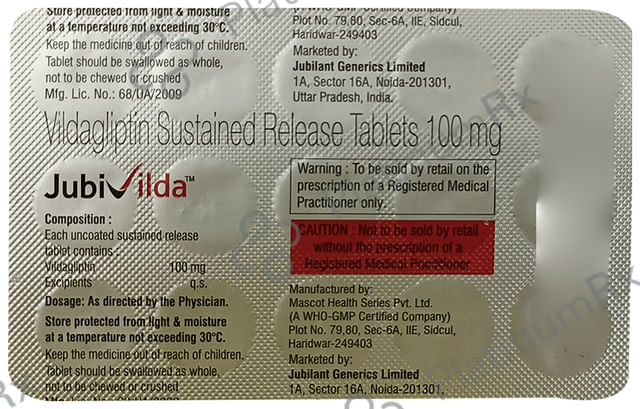 Store protected from light & moisture
at a temperature not exceeding 30°C.
Keep the medicine out of reach of children.
Tablet should be swallowed as whole,
not to be chewed or crushed
Mfg. Lic. No.: 68/UA/2009
(A WHO-GMP Certified Company)
Plot No. 79,80, Sec-6A, IIE, Sidcul,
Haridwar-249403
Marketed by:
Jubilant Generics Limited
1A, Sector 16A, Noida-201301,
Uttar Pradesh, India.
Vildagliptin Sustained Release Tablets 100 mg
JubiVilda™
Composition :
Each uncoated sustained release
tablet contains :
Vildagliptin 100 mg
Excipients q.s.
Dosage: As directed by the Physician.
Store protected from light & moisture
at a temperature not exceeding 30°C.
Keep the medicine out of reach of children.
Tablet should be swallowed as whole,
not to be chewed or crushed
Warning : To be sold by retail on the
prescription of a Registered Medical
Practitioner only.
CAUTION : Not to be sold by retail
without the prescription of a
Registered Medical Practitioner
Manufactured by:
Mascot Health Series Pvt. Ltd.
(A WHO-GMP Certified Company)
Plot No. 79,80, Sec-6A, IIE, Sidcul,
Haridwar-249403
Marketed by:
Jubilant Generics Limited
1A, Sector 16A, Noida-201301,
PlatinumRx